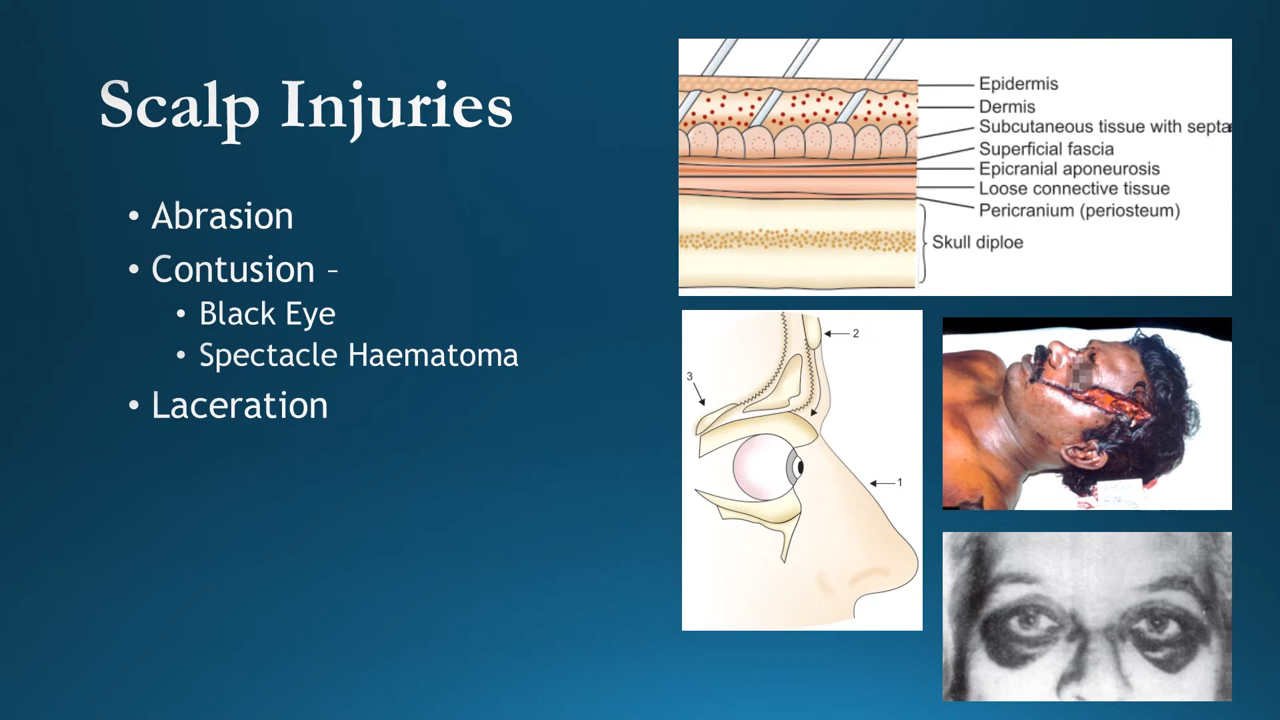 Scalp Injuries
• Abrasion
• Contusion –
• Black Eye
• Spectacle Haematoma
• Laceration
Epidermis
Dermis
Subcutaneous tissue with septa
Superficial fascia
Epicranial aponeurosis
Loose connective tissue
Pericranium (periosteum)
Skull diploe
2
3
1